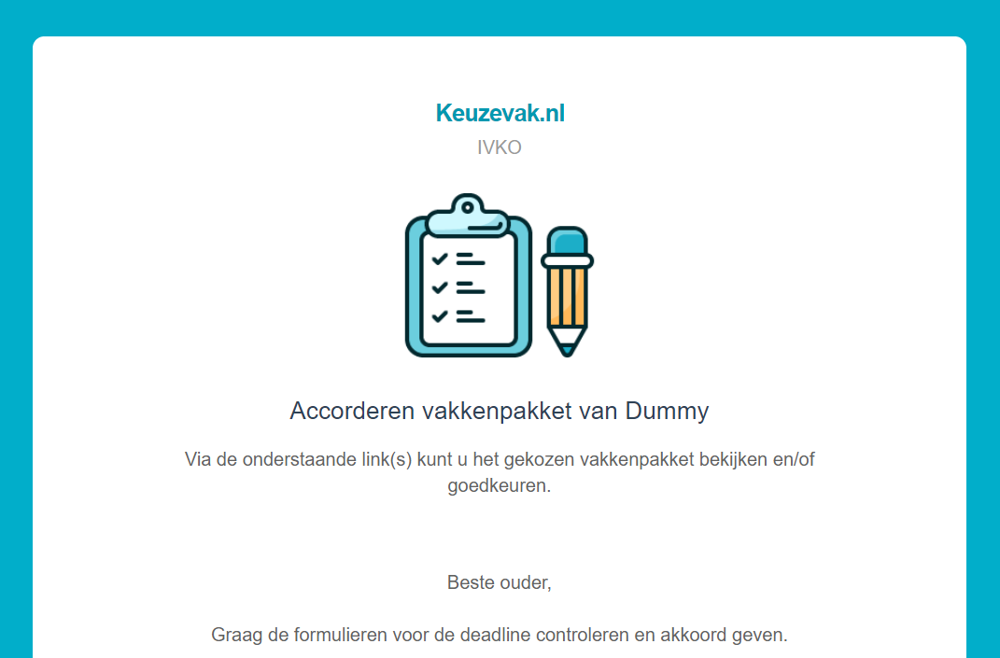 Keuzevak.nl
IVKO
Accorderen vakkenpakket van Dummy
Via de onderstaande link(s) kunt u het gekozen vakkenpakket bekijken en/of
goedkeuren.
Beste ouder,
Graag de formulieren voor de deadline controleren en akkoord geven.